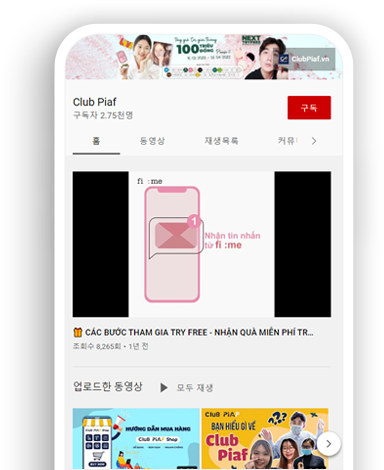 100 TRIỆU
ĐỒNG
NEXT
ClubPiaf.vn
Club Piaf
구독자 2.75천명
구독
홈 동영상 재생목록 커뮤
fi :me
1
Nhận tin nhắn
từ fi :me
🎁 CÁC BƯỚC THAM GIA TRY FREE - NHẬN QUÀ MIỄN PHÍ TR...
조회수 8,265회 • 1년 전
업로드한 동영상 ▶ 모두 재생
HƯỚNG DẪN MUA HÀNG
CLUB PIAF Shop
BUY NOW
CLUB PIAF
BẠN HIỂU GÌ VỀ
Club
Piaf
???